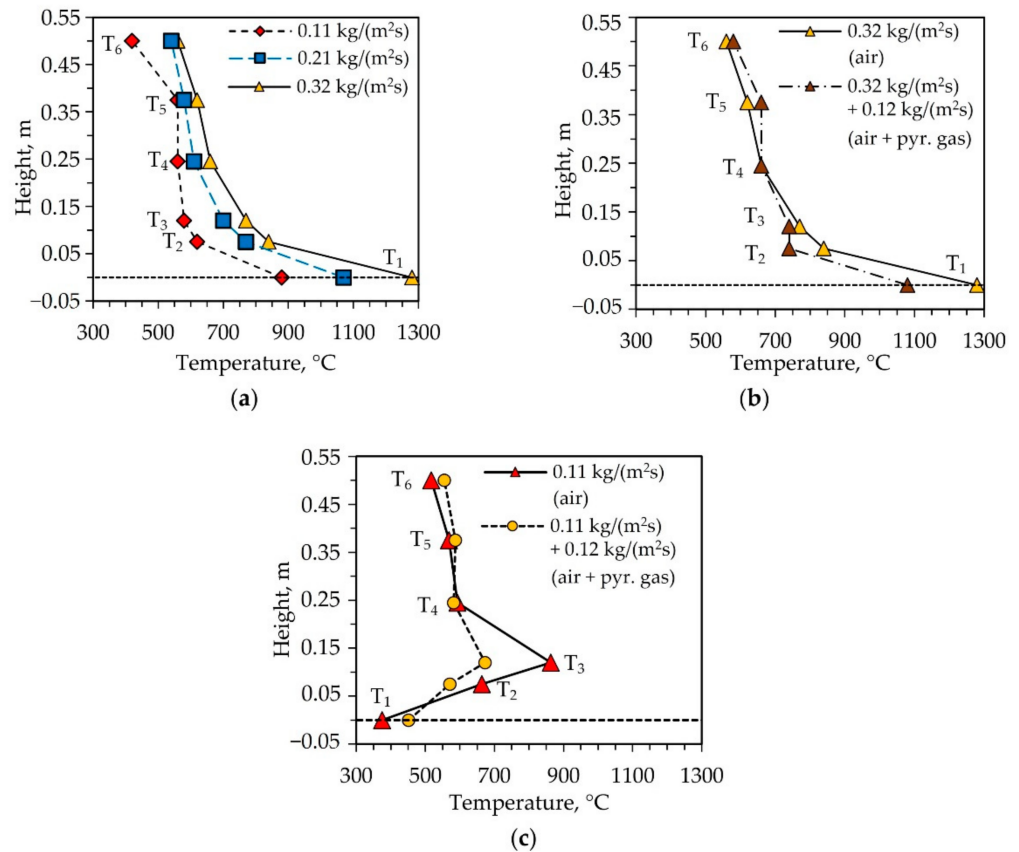 0.55
0.45
0.35
0.25
0.15
0.05
−0.05
Height, m
T6
T5
T4
T3
T2
T1
0.11 kg/(m²s)
0.21 kg/(m²s)
0.32 kg/(m²s)
300 500 700 900 1100 1300
Temperature, °C
(a)
0.55
0.45
0.35
0.25
0.15
0.05
−0.05
Height, m
T6
T5
T4
T3
T2
T1
0.32 kg/(m²s)
(air)
0.32 kg/(m²s)
+ 0.12 kg/(m²s)
(air + pyr. gas)
300 500 700 900 1100 1300
Temperature, °C
(b)
0.55
0.45
0.35
0.25
0.15
0.05
−0.05
Height, m
T6
T5
T4
T3
T2
T1
0.11 kg/(m²s)
(air)
0.11 kg/(m²s)
+ 0.12 kg/(m²s)
(air + pyr. gas)
300 500 700 900 1100 1300
Temperature, °C
(c)